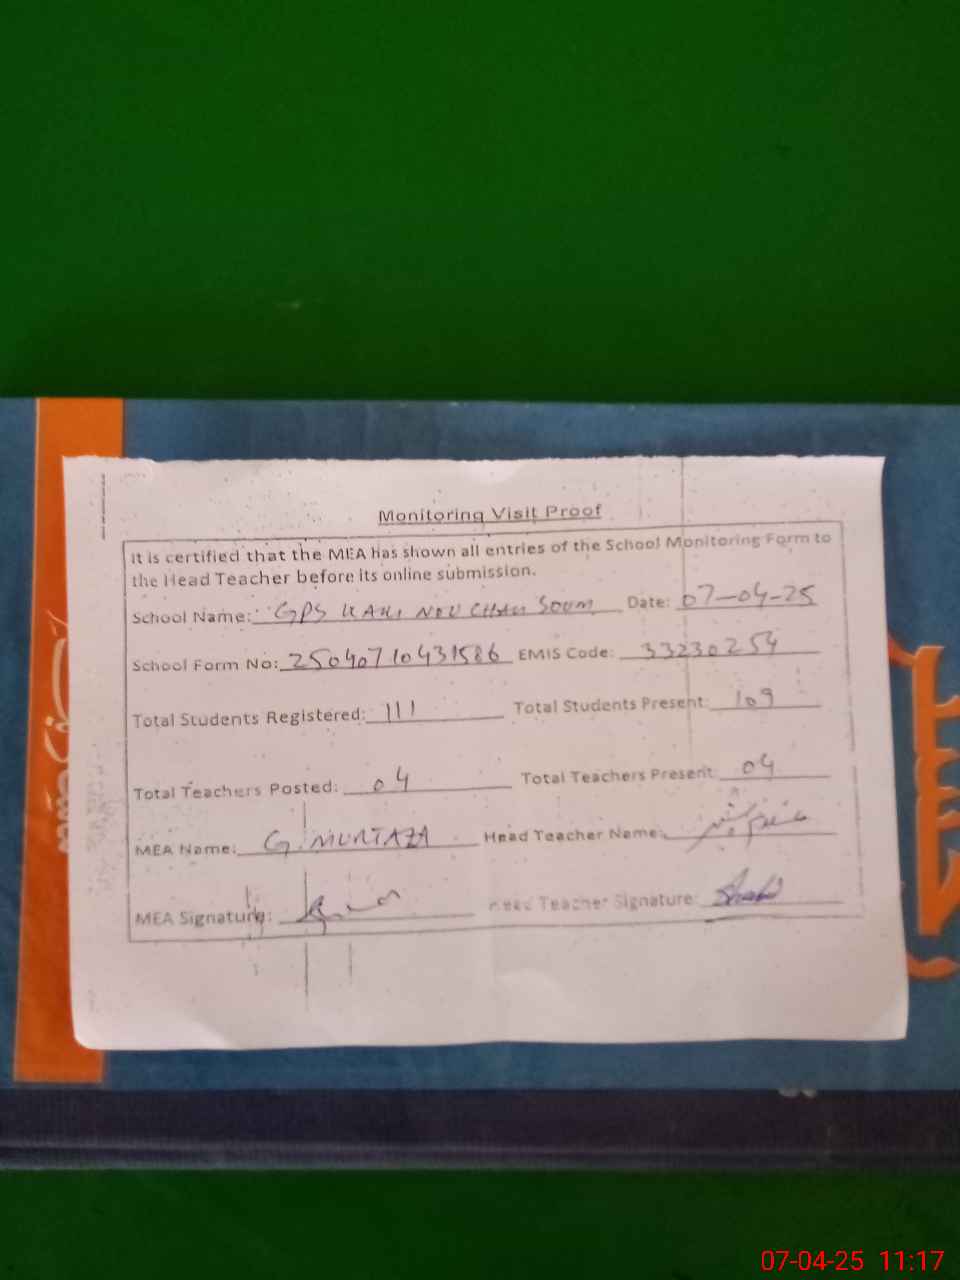 Monitoring Visit Proof
It is certified that the MEA has shown all entries of the School Monitoring Form to
the Head Teacher before its online submission.
School Name: GPS Date: 07-04-25
School Form No: 25040710431586 EMIS Code: 33230254
Total Students Registered: 111 Total Students Present: 109
Total Teachers Posted: 04 Total Teachers Present: 04
MEA Name: G. MURTAZA Head Teacher Name:
MEA Signature: Head Teacher Signature:
07-04-25 11:17